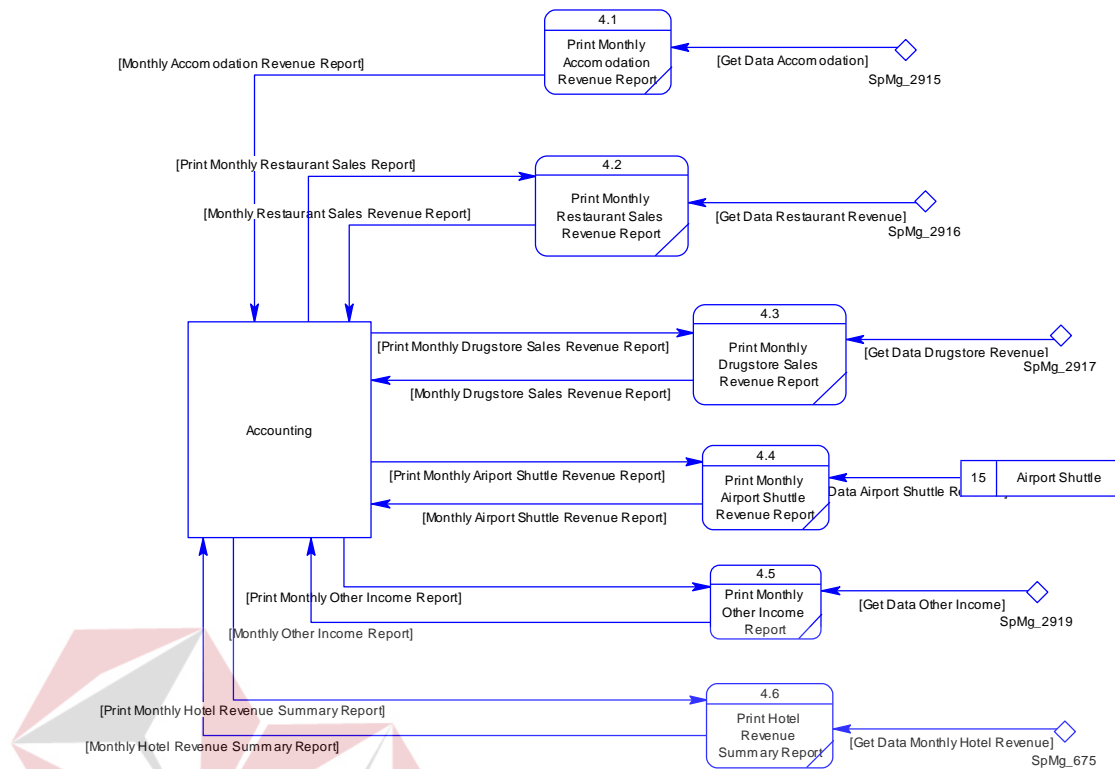 4.1
Print Monthly
Accomodation
Revenue Report
[Monthly Accomodation Revenue Report]
[Get Data Accomodation]
SpMg_2915
4.2
Print Monthly
Restaurant Sales
Revenue Report
[Print Monthly Restaurant Sales Report]
[Monthly Restaurant Sales Revenue Report]
[Get Data Restaurant Revenue]
SpMg_2916
4.3
Print Monthly
Drugstore Sales
Revenue Report
[Print Monthly Drugstore Sales Revenue Report]
[Monthly Drugstore Sales Revenue Report]
[Get Data Drugstore Revenue]
SpMg_2917
Accounting
4.4
Print Monthly
Airport Shuttle
Revenue Report
[Print Monthly Ariport Shuttle Revenue Report]
[Monthly Airport Shuttle Revenue Report]
Data Airport Shuttle
15 Airport Shuttle
4.5
Print Monthly
Other Income
Report
[Print Monthly Other Income Report]
[Monthly Other Income Report]
[Get Data Other Income]
SpMg_2919
4.6
Print Hotel
Revenue
Summary Report
[Print Monthly Hotel Revenue Summary Report]
[Monthly Hotel Revenue Summary Report]
[Get Data Monthly Hotel Revenue]
SpMg_675